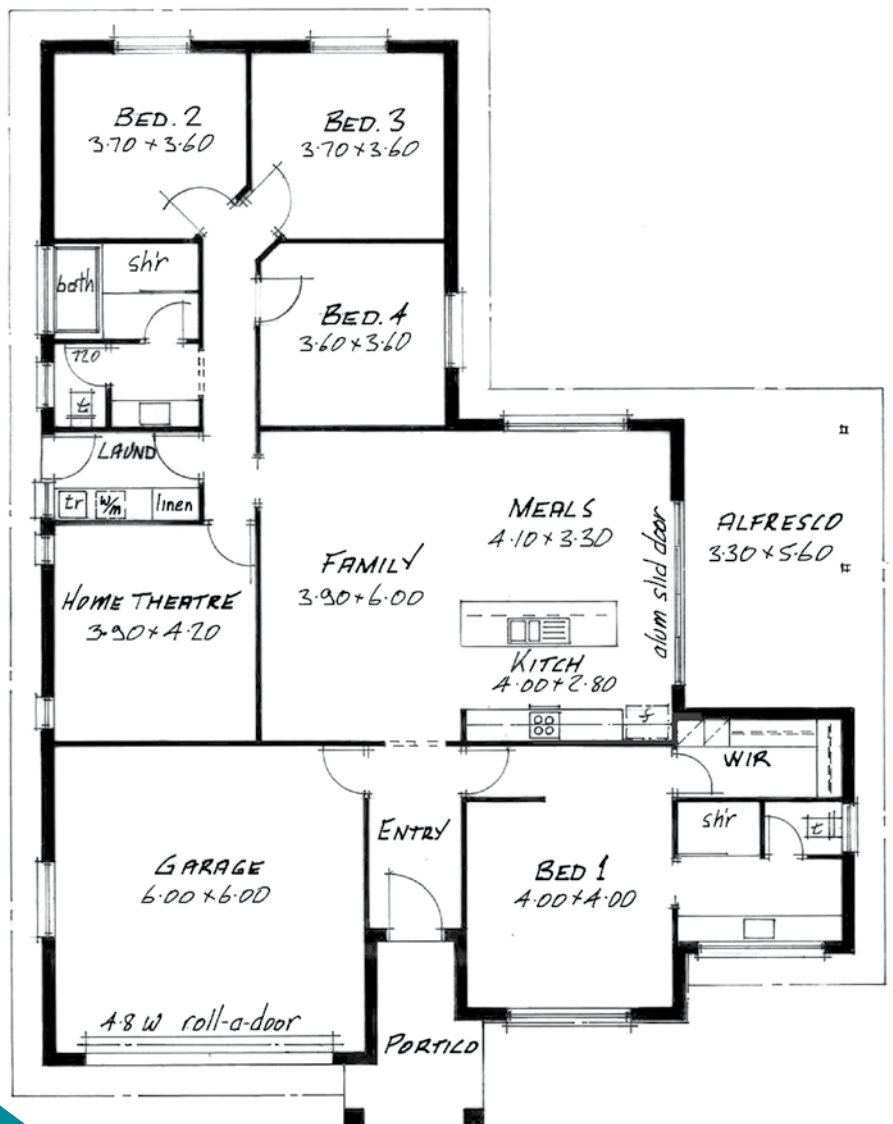 BED. 2
3.70 x 3.60
BED. 3
3.70 x 3.60
bath
sh'r
BED. 4
3.60 x 3.60
720
t
LAUND
tr
W/m
linen
MEALS
4.10 x 3.30
alum slid door
ALFRESCO
3.30 x 5.60
FAMILY
3.90 x 6.00
HOME THEATRE
3.90 x 4.20
KITCH
4.00 x 2.80
f
WIR
ENTRY
sh'r
t
GARAGE
6.00 x 6.00
BED 1
4.00 x 4.00
4.8 W roll-a-door
PORTICO